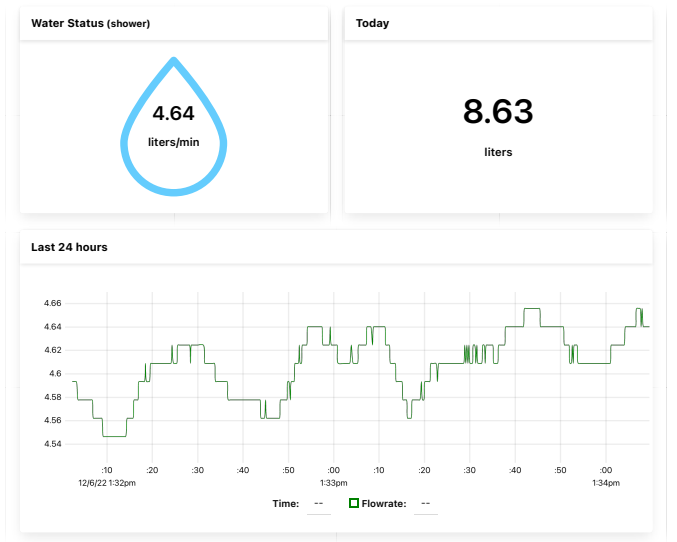 Water Status (shower)
Today
4.64
liters/min
8.63
liters
Last 24 hours
4.66
4.64
4.62
4.6
4.58
4.56
4.54
:10 :20 :30 :40 :50 :00 :10 :20 :30 :40 :50 :00
12/6/22 1:32pm 1:33pm 1:34pm
Time: -- Flowrate: --